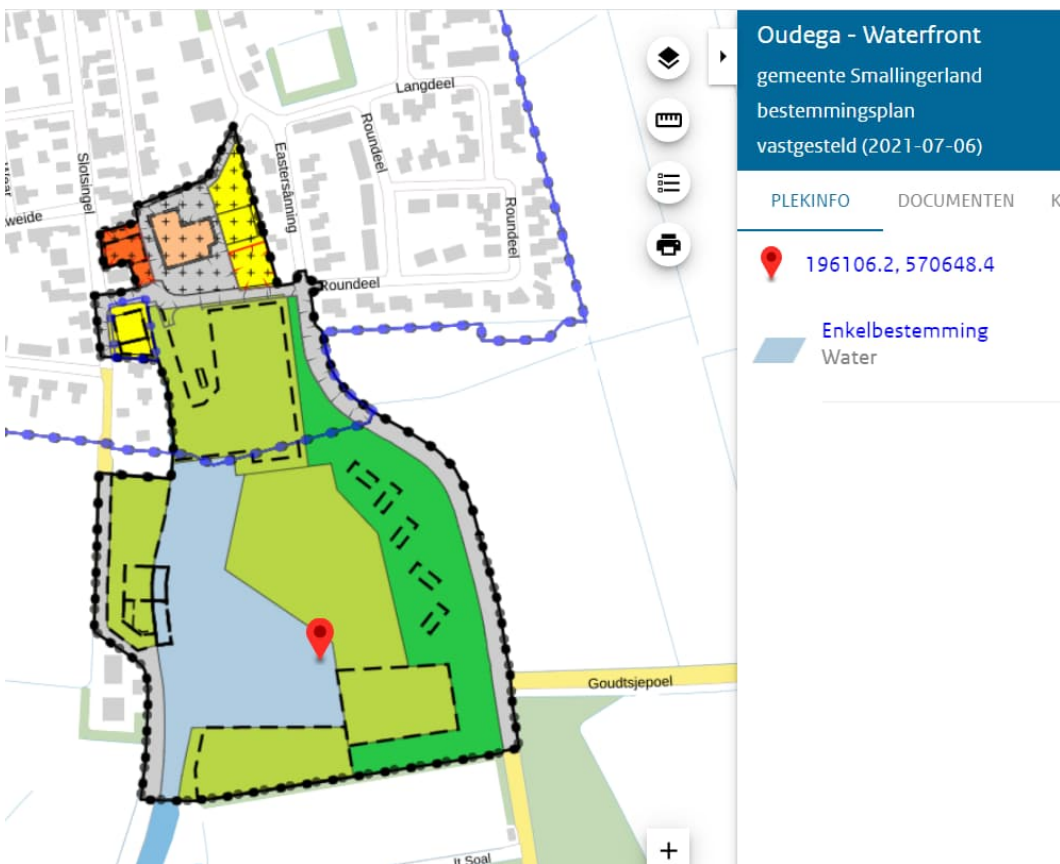 Oudega - Waterfront
gemeente Smallingerland
bestemmingsplan
vastgesteld (2021-07-06)
PLEKINFO DOCUMENTEN K
196106.2, 570648.4
Enkelbestemming
Water
Langdeel
Roundeel
Eastersânning
Slotsingel
weide
Roundeel
Roundeel
Goudtsjepoel
It Soal